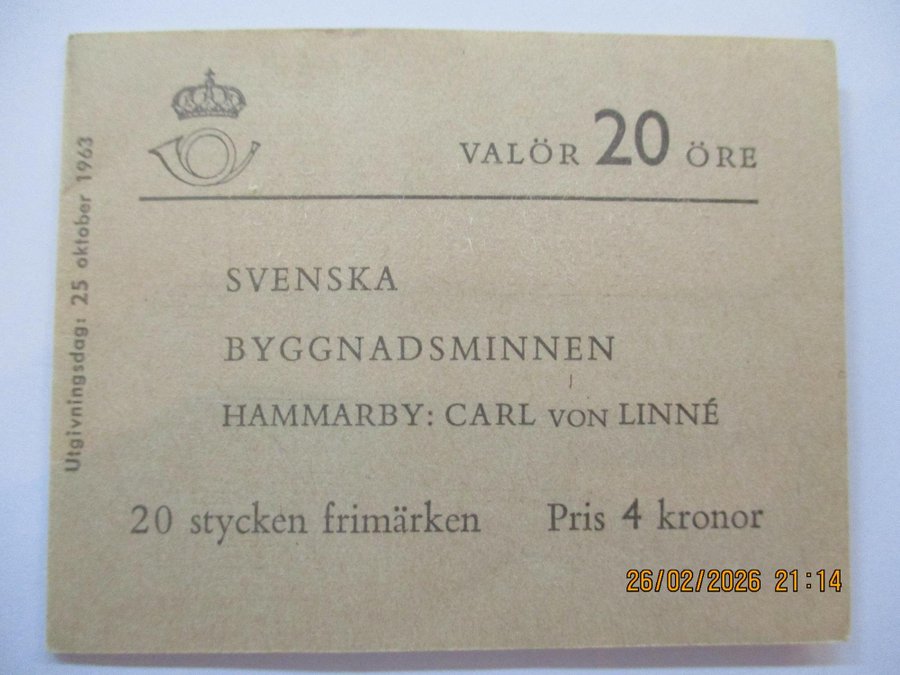 VALÖR 20 ÖRE
Utgivningsdag: 25 oktober 1963
SVENSKA
BYGGNADSMINNEN
HAMMARBY: CARL VON LINNÉ
20 stycken frimärken Pris 4 kronor
26/02/2026 21:14